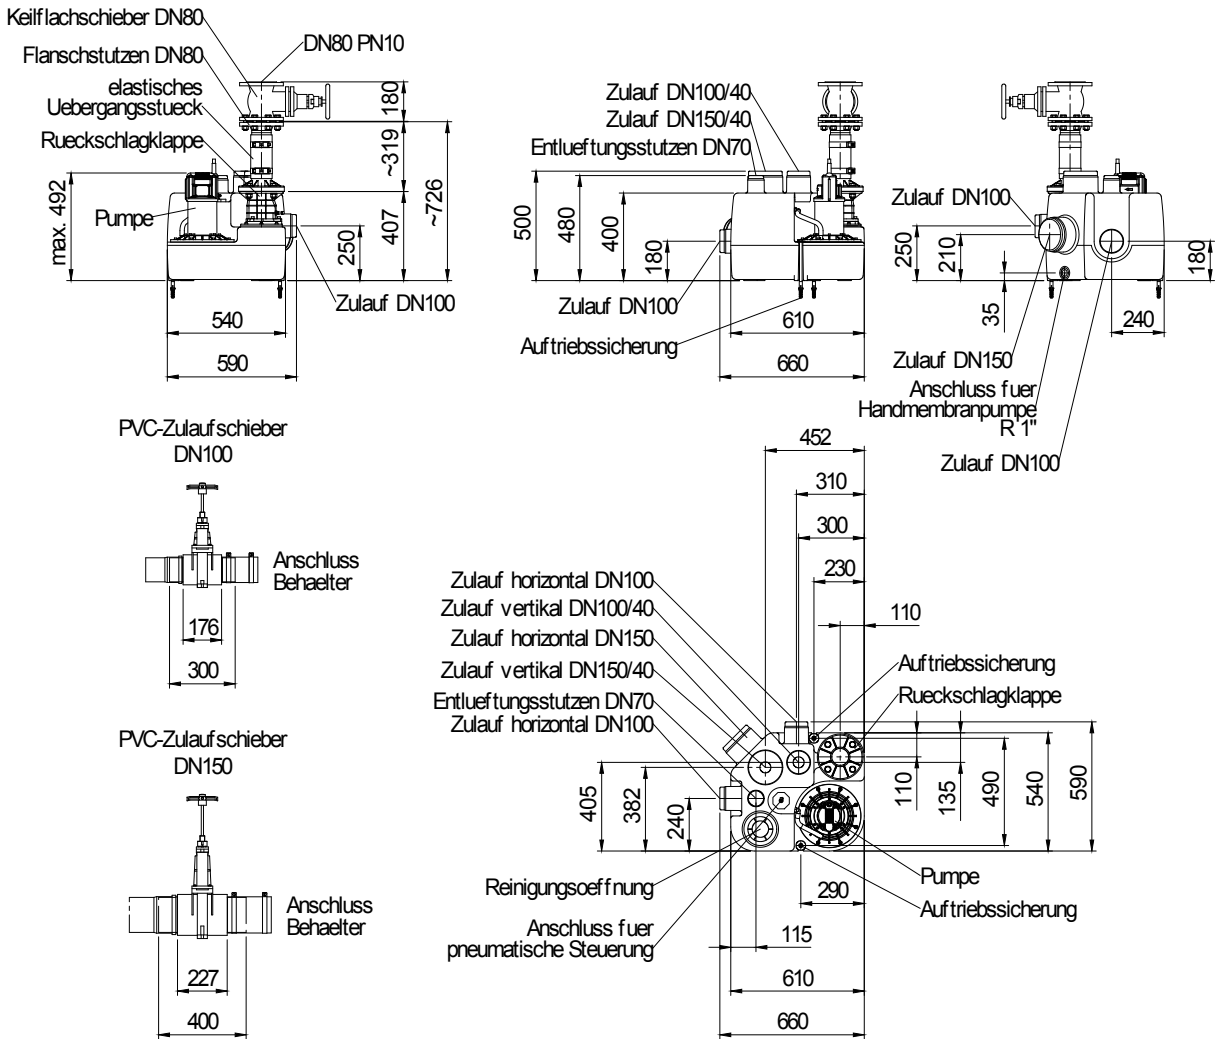 Keilflachschieber DN80
DN80 PN10
Flanschstutzen DN80
elastisches
Uebergangsstueck
Rueckschlagklappe
Pumpe
max. 492
180
~319
407
~726
250
Zulauf DN100
540
590
Zulauf DN100/40
Zulauf DN150/40
Entlueftungsstutzen DN70
500
480
400
180
Zulauf DN100
Auftriebssicherung
610
660
Zulauf DN100
250
210
35
180
240
Zulauf DN150
Anschluss fuer
Handmembranpumpe
R 1"
Zulauf DN100
PVC-Zulaufschieber
DN100
Anschluss
Behaelter
176
300
PVC-Zulaufschieber
DN150
Anschluss
Behaelter
227
400
452
310
300
230
110
Zulauf horizontal DN100
Zulauf vertikal DN100/40
Zulauf horizontal DN150
Zulauf vertikal DN150/40
Entlueftungsstutzen DN70
Zulauf horizontal DN100
Auftriebssicherung
Rueckschlagklappe
405
382
240
110
135
490
540
590
Reinigungsoeffnung
Anschluss fuer
pneumatische Steuerung
Pumpe
Auftriebssicherung
290
115
610
660